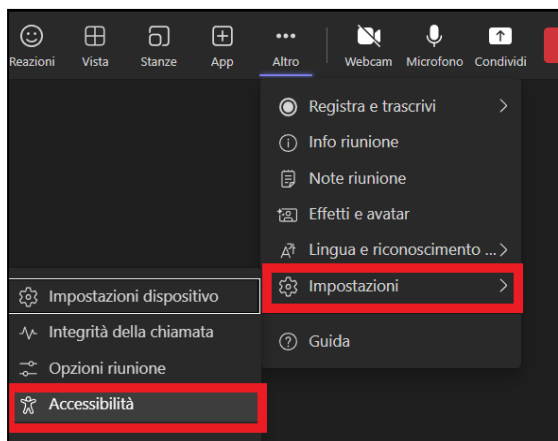 Reazioni Vista Stanze App Altro Webcam Microfono Condividi
Registra e trascrivi
Info riunione
Note riunione
Effetti e avatar
Lingua e riconoscimento ...
Impostazioni
Guida
Impostazioni dispositivo
Integrità della chiamata
Opzioni riunione
Accessibilità